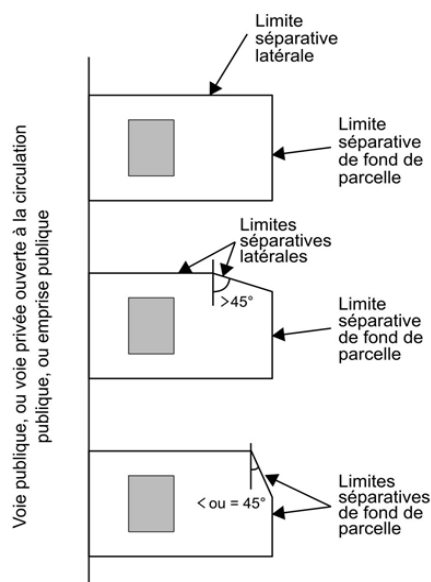 Limite
séparative
latérale
Limite
séparative
de fond de
parcelle
Voie publique, ou voie privée ouverte à la circulation
publique, ou emprise publique
Limites
séparatives
latérales
>45°
Limite
séparative
de fond de
parcelle
< ou = 45°
Limites
séparatives
de fond de
parcelle